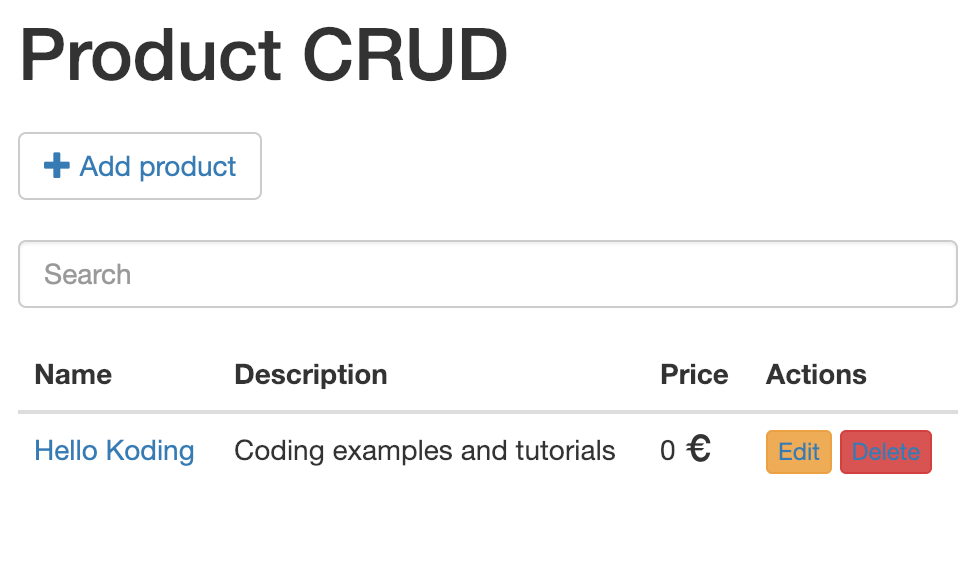 Product CRUD
Add product
Search
Name Description Price Actions
Hello Koding Coding examples and tutorials 0 € Edit Delete